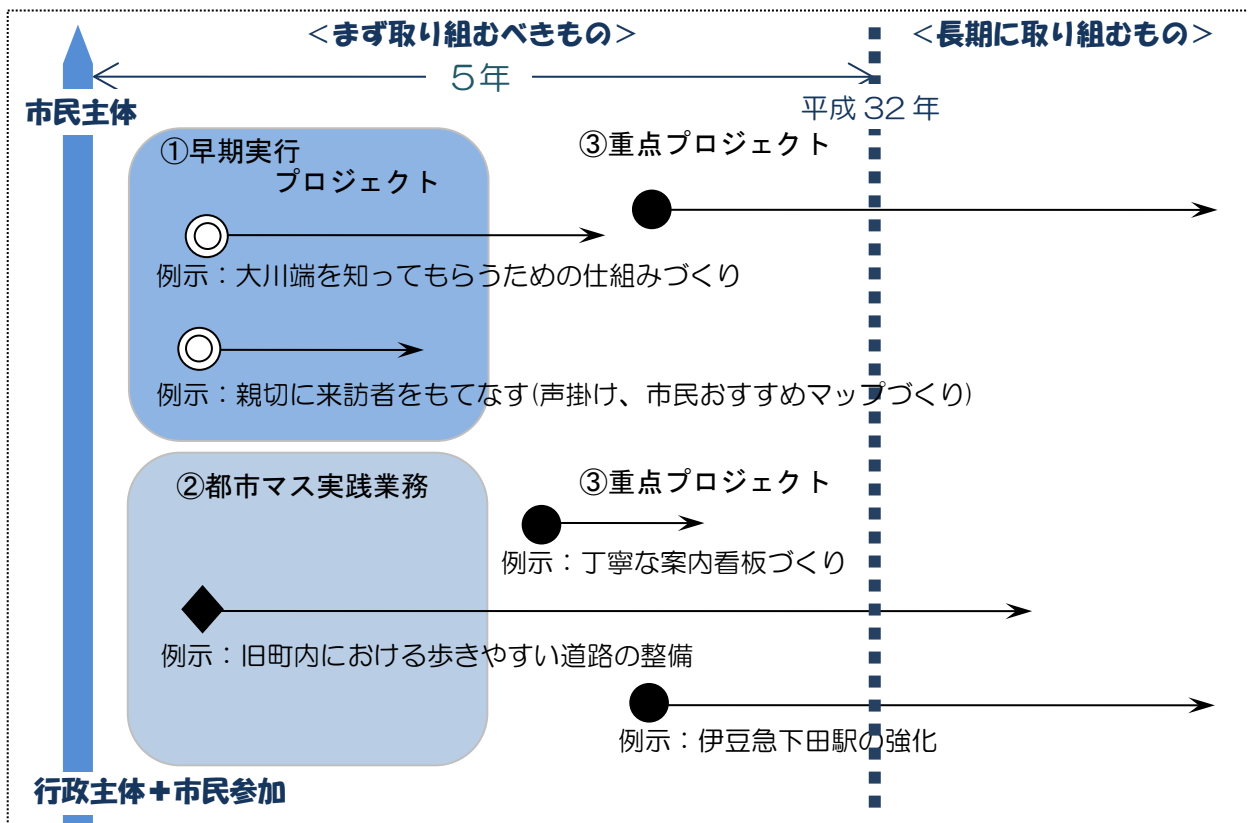 ＜まず取り組むべきもの＞
＜長期に取り組むもの＞
５年
市民主体
平成 32 年
①早期実行
プロジェクト
③重点プロジェクト
例示：大川端を知ってもらうための仕組みづくり
例示：親切に来訪者をもてなす(声掛け、市民おすすめマップづくり)
②都市マス実践業務
③重点プロジェクト
例示：丁寧な案内看板づくり
例示：旧町内における歩きやすい道路の整備
例示：伊豆急下田駅の強化
行政主体＋市民参加